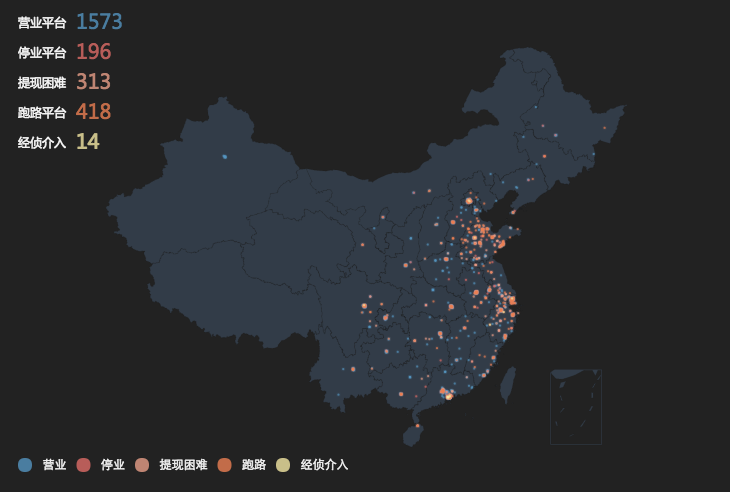 营业平台 1573
停业平台 196
提现困难 313
跑路平台 418
经侦介入 14
营业 停业 提现困难 跑路 经侦介入